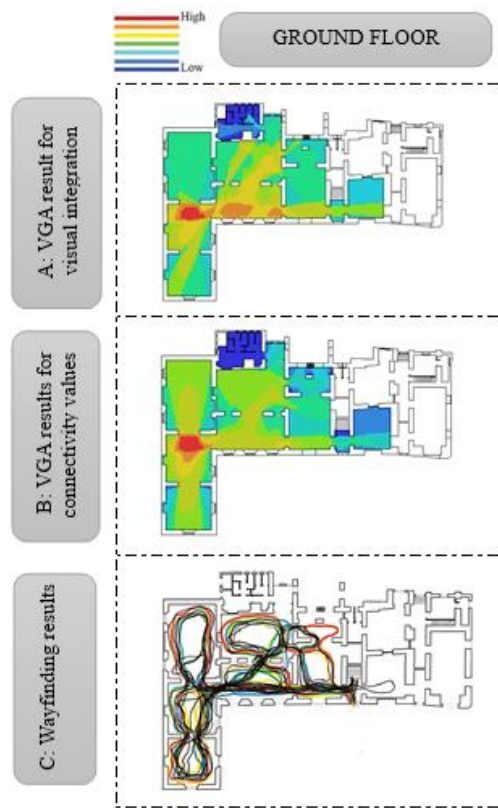 High
Low
GROUND FLOOR
A: VGA result for
visual integration
B: VGA results for
connectivity values
C: Wayfinding results